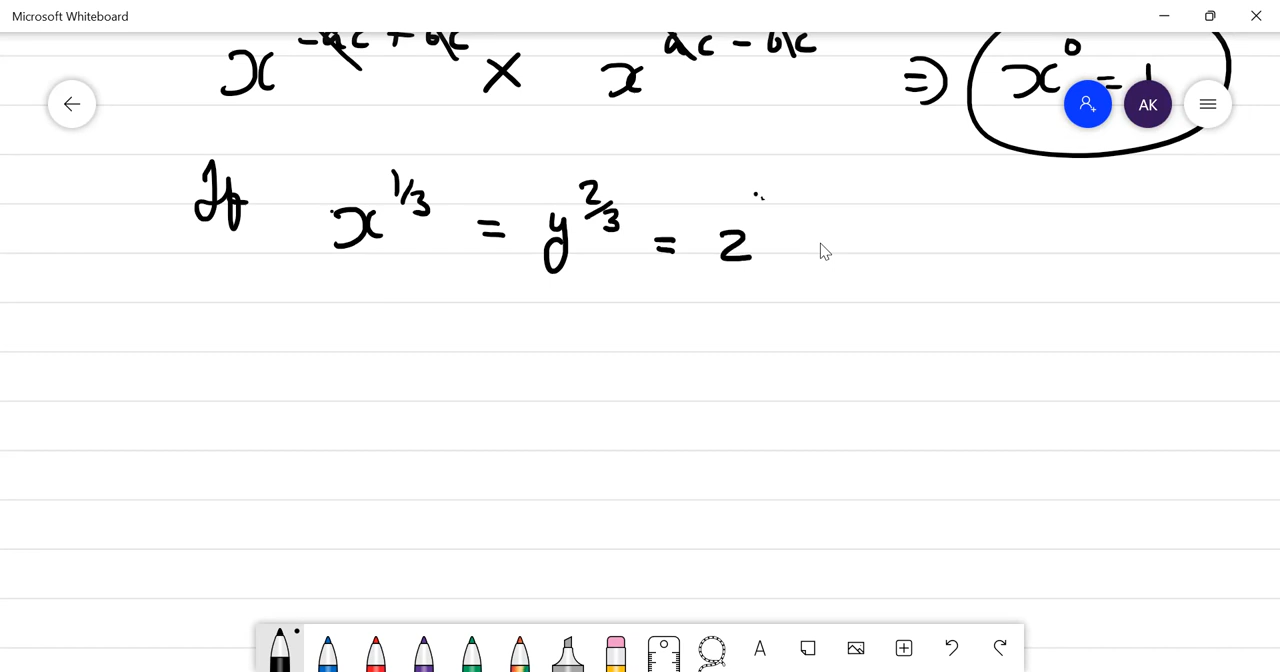 Microsoft Whiteboard
x^{-ac+bc} × x^{ac-bc} ⇒ x^0 = 1
AK
If x^{1/3} = y^{2/3} = z
A